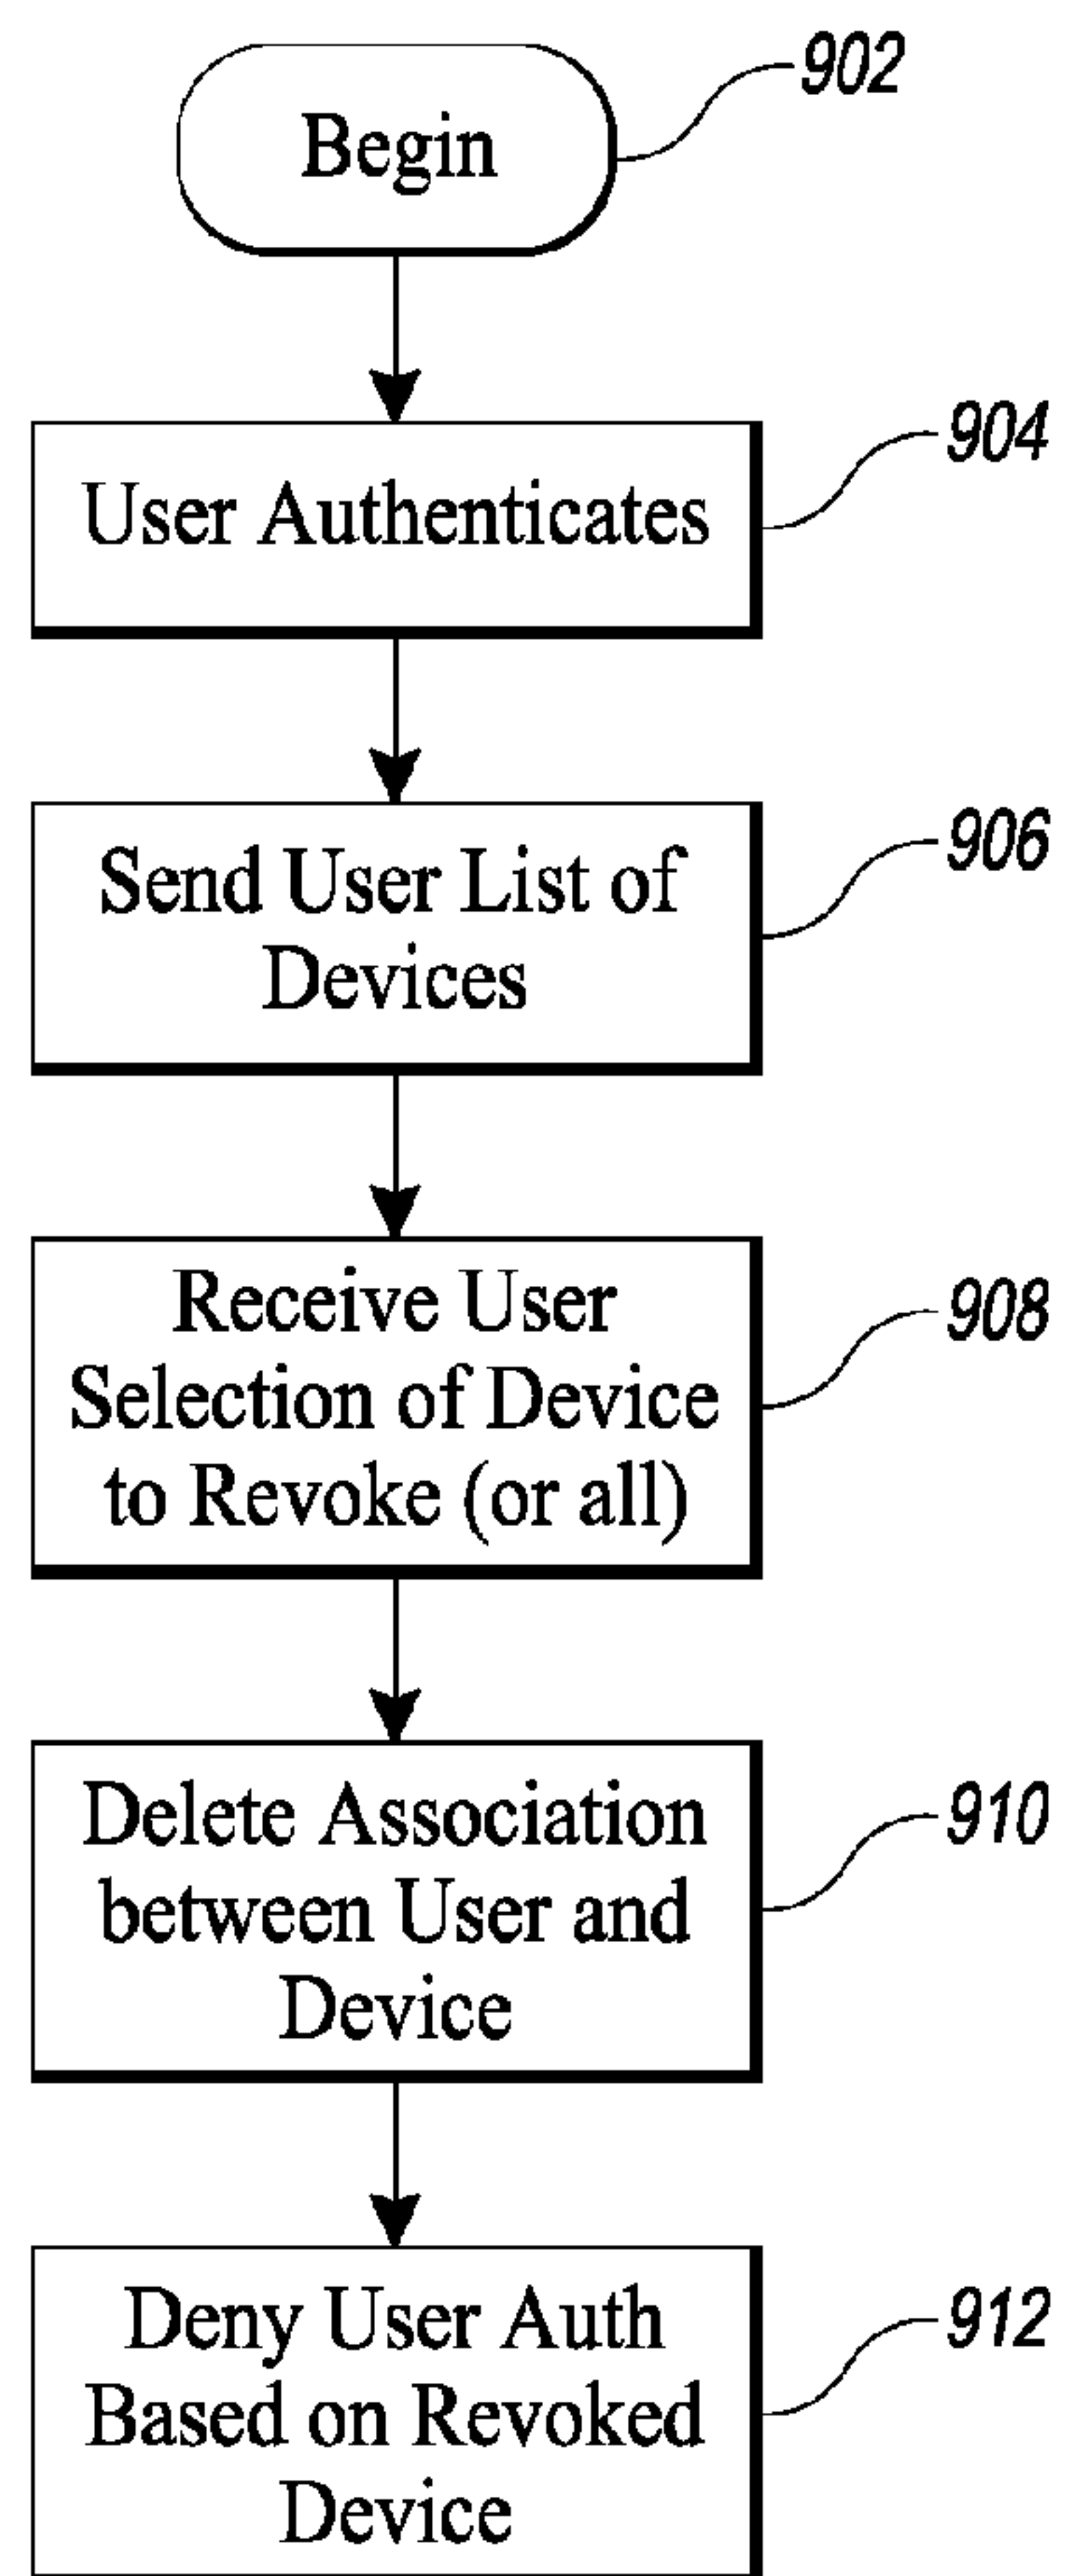 Begin
902
User Authenticates
904
Send User List of
Devices
906
Receive User
Selection of Device
to Revoke (or all)
908
Delete Association
between User and
Device
910
Deny User Auth
Based on Revoked
Device
912